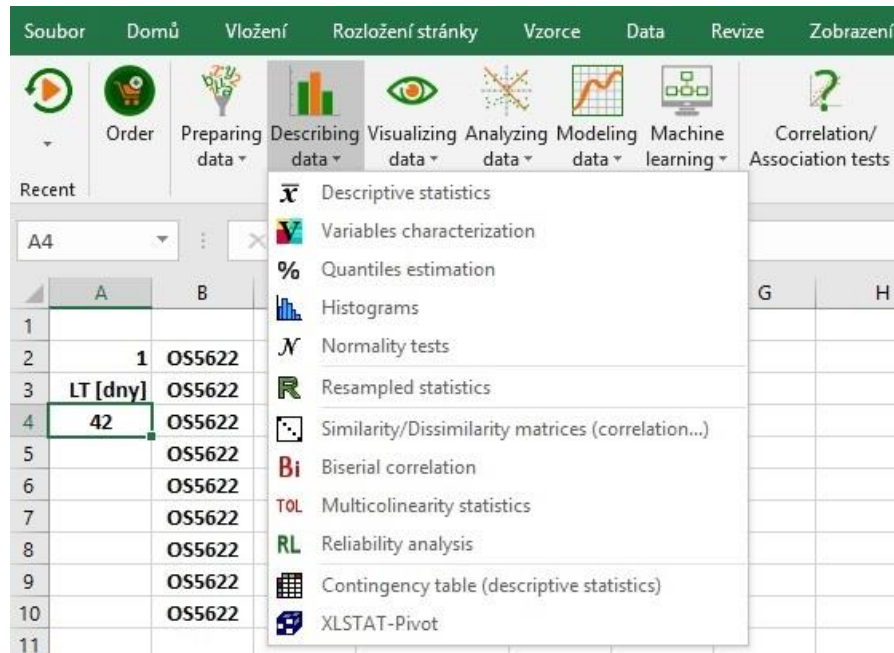 Soubor Domů Vložení Rozložení stránky Vzorce Data Revize Zobrazení
Order Preparing Describing Visualizing Analyzing Modeling Machine Correlation/
data data data data data learning Association tests
Recent
x Descriptive statistics
V Variables characterization
A4
% Quantiles estimation
A B G H
Histograms
1
N Normality tests
2 1 OS5622
R Resampled statistics
3 LT [dny] OS5622
4 42 OS5622
Similarity/Dissimilarity matrices (correlation...)
5 OS5622
Bi Biserial correlation
6 OS5622
TOL Multicolinearity statistics
7 OS5622
RL Reliability analysis
8 OS5622
9 OS5622
Contingency table (descriptive statistics)
10 OS5622
XLSTAT-Pivot
11